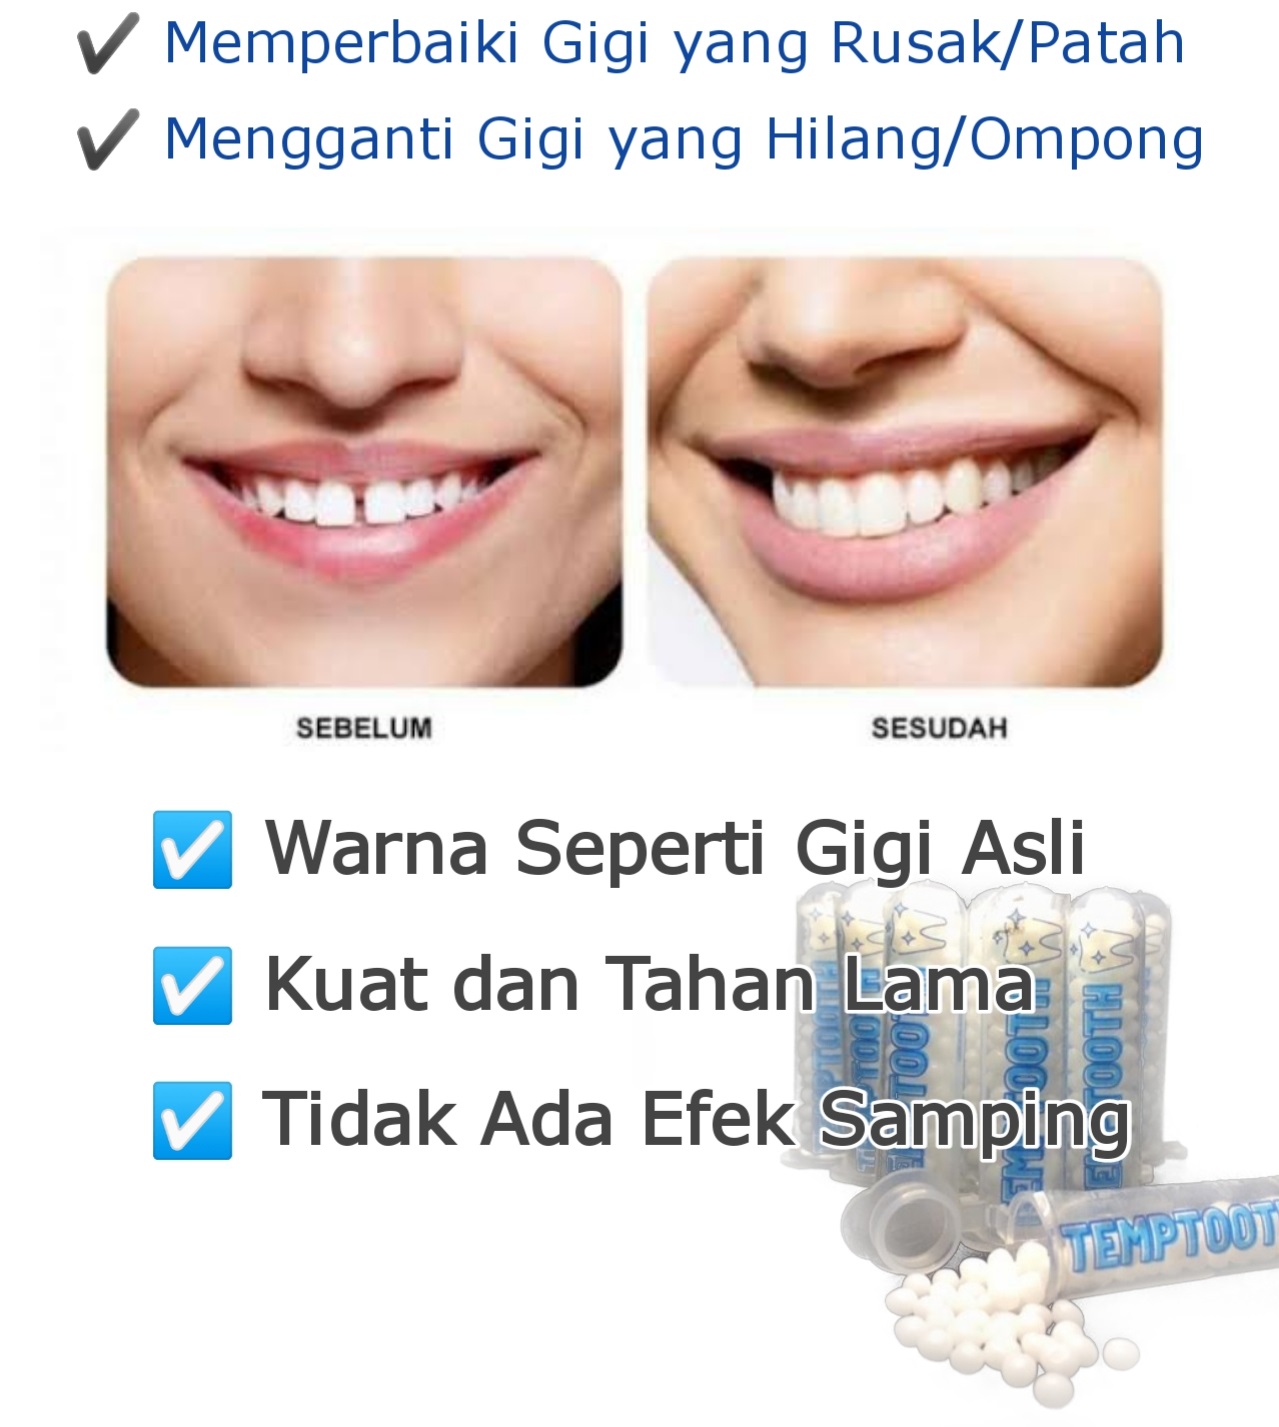 ✔ Memperbaiki Gigi yang Rusak/Patah
✔ Mengganti Gigi yang Hilang/Ompong
SEBELUM
SESUDAH
☑ Warna Seperti Gigi Asli
☑ Kuat dan Tahan Lama
☑ Tidak Ada Efek Samping
TEMPTOOTH